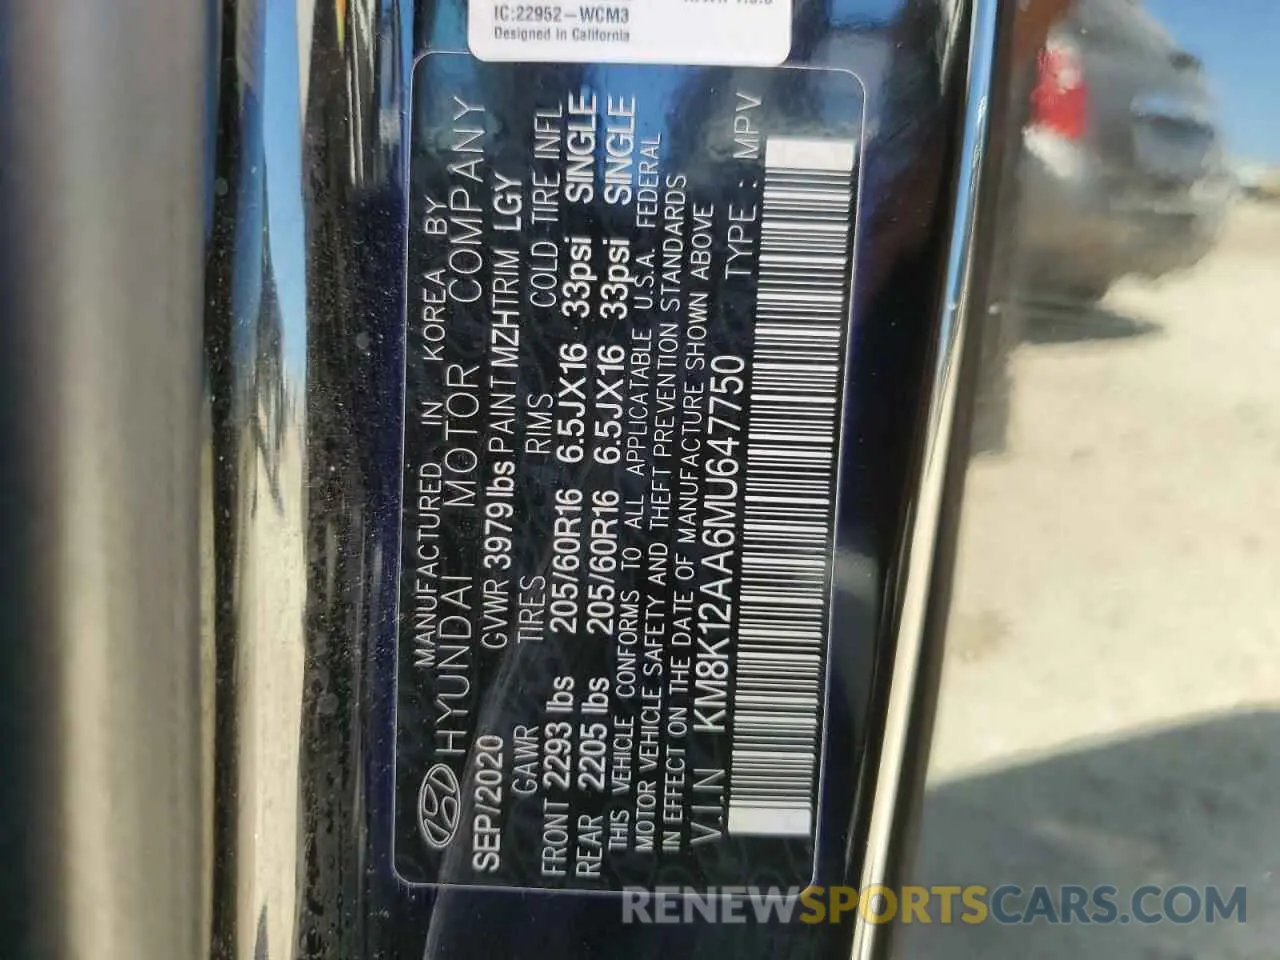 IC:22952-WCM3
Designed in California
MANUFACTURED IN KOREA BY
HYUNDAI MOTOR COMPANY
SEP/2020 GVWR 3979lbs PAINT MZH TRIM LGY
GAWR TIRES RIMS COLD TIRE INFL
FRONT 2293 lbs 205/60R16 6.5JX16 33psi SINGLE
REAR 2205 lbs 205/60R16 6.5JX16 33psi SINGLE
THIS VEHICLE CONFORMS TO ALL APPLICATABLE U.S.A. FEDERAL
MOTOR VEHICLE SAFETY AND THEFT PREVENTION STANDARDS
IN EFFECT ON THE DATE OF MANUFACTURE SHOWN ABOVE
V.I.N KM8K12AA6MU647750 TYPE : MPV
RENEWSPORTSCARS.COM